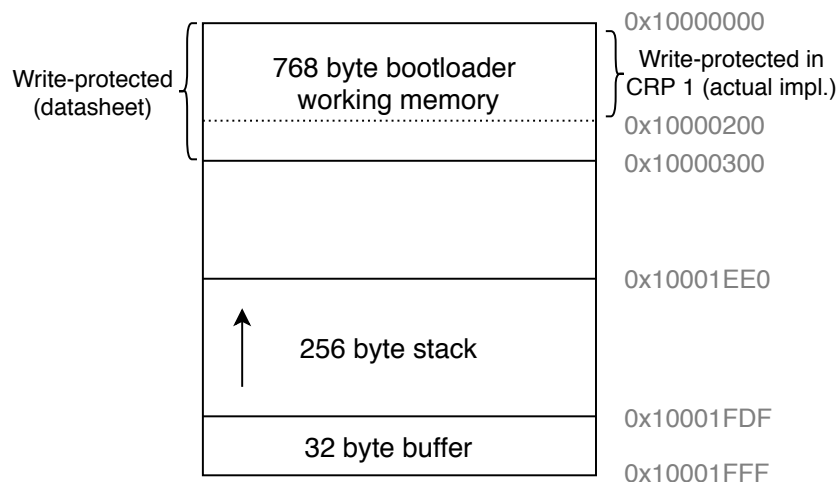 0x10000000
Write-protected
(datasheet)
768 byte bootloader
working memory
Write-protected in
CRP 1 (actual impl.)
0x10000200
0x10000300
0x10001EE0
256 byte stack
0x10001FDF
32 byte buffer
0x10001FFF